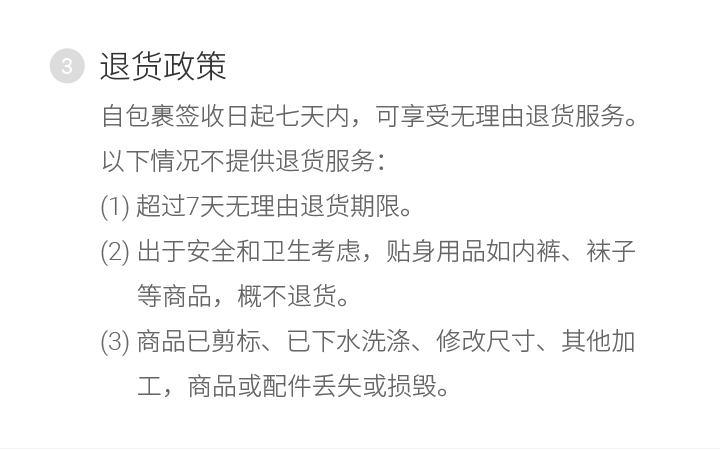 3 退货政策
自包裹签收日起七天内，可享受无理由退货服务。
以下情况不提供退货服务：
(1) 超过7天无理由退货期限。
(2) 出于安全和卫生考虑，贴身用品如内裤、袜子
等商品，概不退货。
(3) 商品已剪标、已下水洗涤、修改尺寸、其他加
工，商品或配件丢失或损毁。